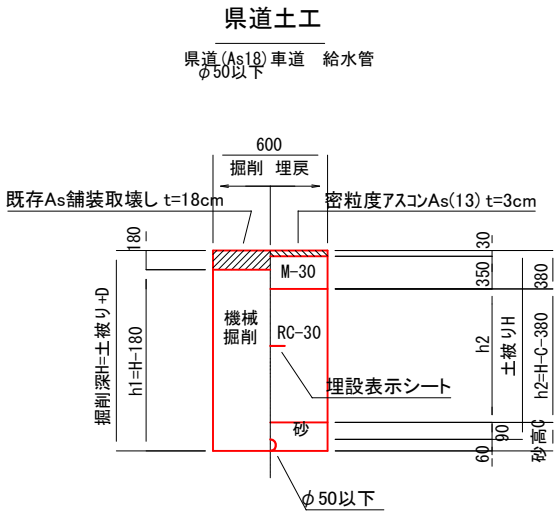 県道土工
県道(As18)車道　給水管
φ50以下
600
掘削 埋戻
既存As舗装取壊し t=18cm
密粒度アスコンAs(13) t=3cm
180
30
M-30
350
380
機械
掘削
RC-30
掘削深H=土被り+D
h1=H-180
h2
土被りH
h2=H-C-380
埋設表示シート
砂
90
60
砂高C
φ50以下